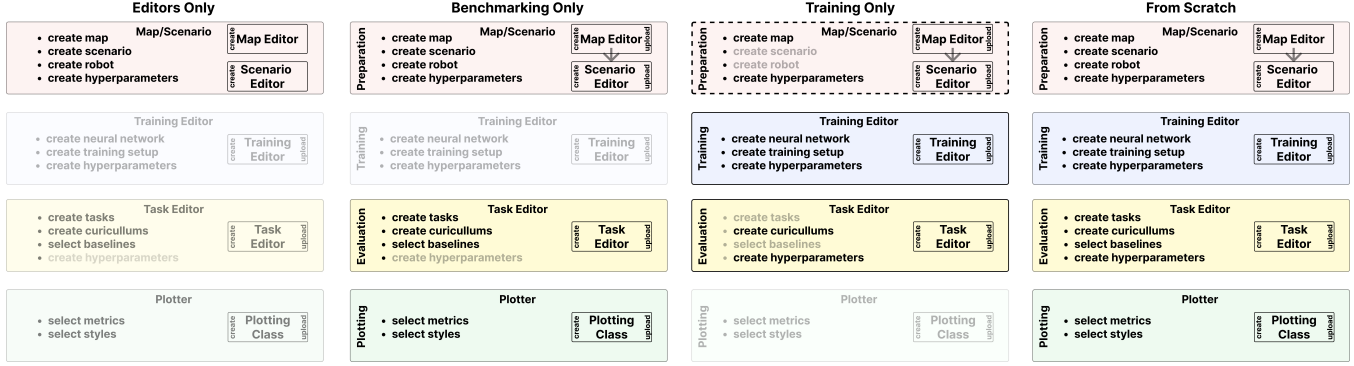 Editors Only
Map/Scenario
• create map
• create scenario
• create robot
• create hyperparameters
create
Map Editor
create
Scenario
Editor
Training Editor
• create neural network
• create training setup
• create hyperparameters
create
Training
Editor
upload
Task Editor
• create tasks
• create curicullums
• select baselines
• create hyperparameters
create
Task
Editor
upload
Plotter
• select metrics
• select styles
create
Plotting
Class
upload
Benchmarking Only
Preparation
Map/Scenario
• create map
• create scenario
• create robot
• create hyperparameters
create
Map Editor
upload
create
Scenario
Editor
Training
Training Editor
• create neural network
• create training setup
• create hyperparameters
create
Training
Editor
upload
Evaluation
Task Editor
• create tasks
• create curicullums
• select baselines
• create hyperparameters
create
Task
Editor
upload
Plotting
Plotter
• select metrics
• select styles
create
Plotting
Class
upload
Training Only
Preparation
Map/Scenario
• create map
• create scenario
• create robot
• create hyperparameters
create
Map Editor
upload
create
Scenario
Editor
Training
Training Editor
• create neural network
• create training setup
• create hyperparameters
create
Training
Editor
upload
Evaluation
Task Editor
• create tasks
• create curicullums
• select baselines
• create hyperparameters
create
Task
Editor
upload
Plotting
Plotter
• select metrics
• select styles
create
Plotting
Class
upload
From Scratch
Preparation
Map/Scenario
• create map
• create scenario
• create robot
• create hyperparameters
create
Map Editor
upload
create
Scenario
Editor
Training
Training Editor
• create neural network
• create training setup
• create hyperparameters
create
Training
Editor
upload
Evaluation
Task Editor
• create tasks
• create curicullums
• select baselines
• create hyperparameters
create
Task
Editor
upload
Plotting
Plotter
• select metrics
• select styles
create
Plotting
Class
upload